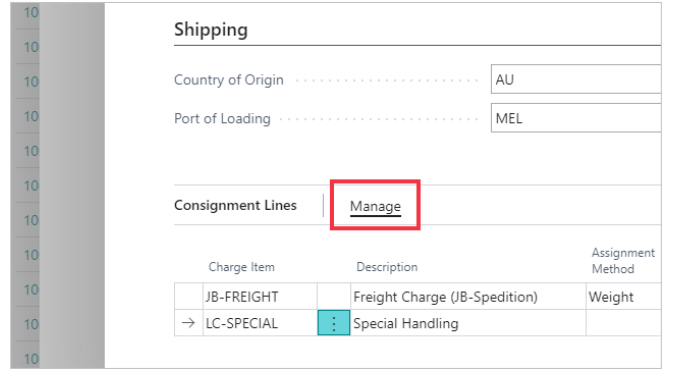 10
10
10
10
10
10
10
10
10
10
10
Shipping
Country of Origin AU
Port of Loading MEL
Consignment Lines Manage
Charge Item Description Assignment
Method
JB-FREIGHT Freight Charge (JB-Spedition) Weight
→ LC-SPECIAL Special Handling